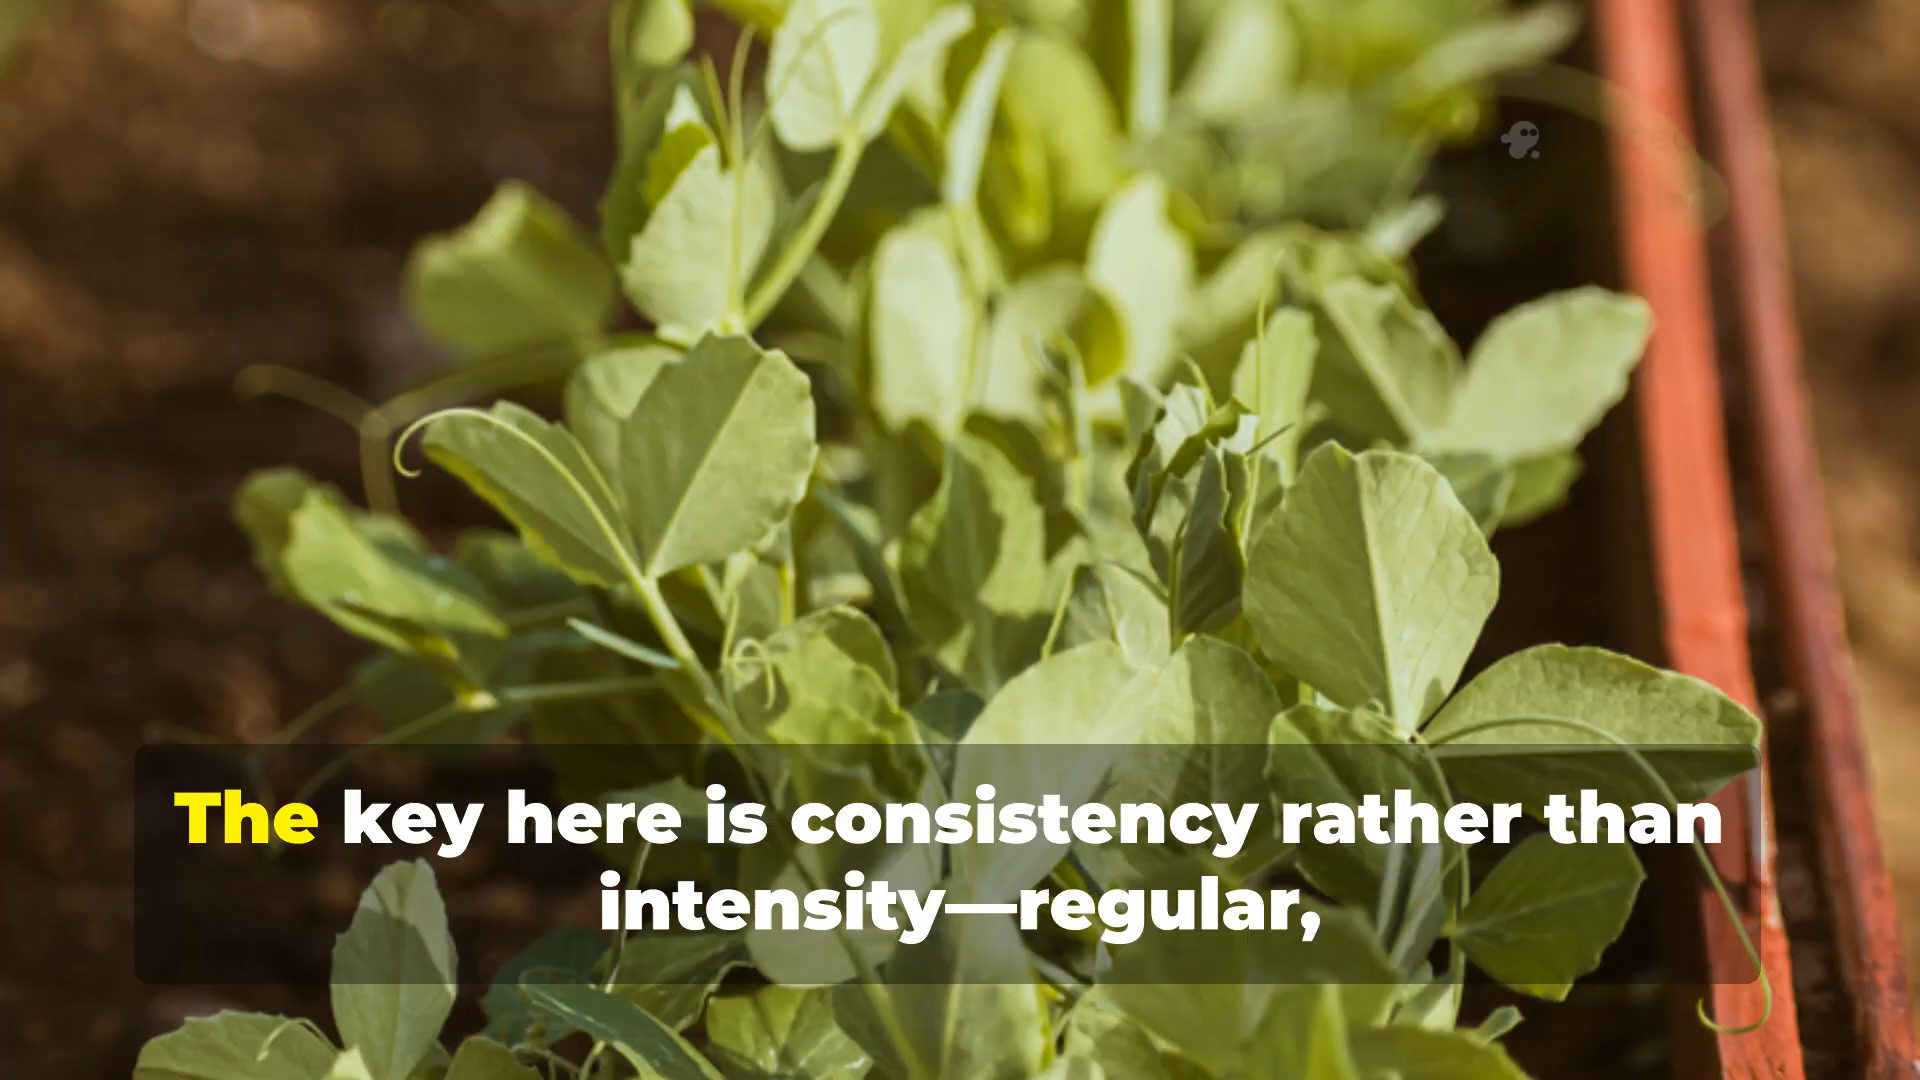 The key here is consistency rather than
intensity—regular,